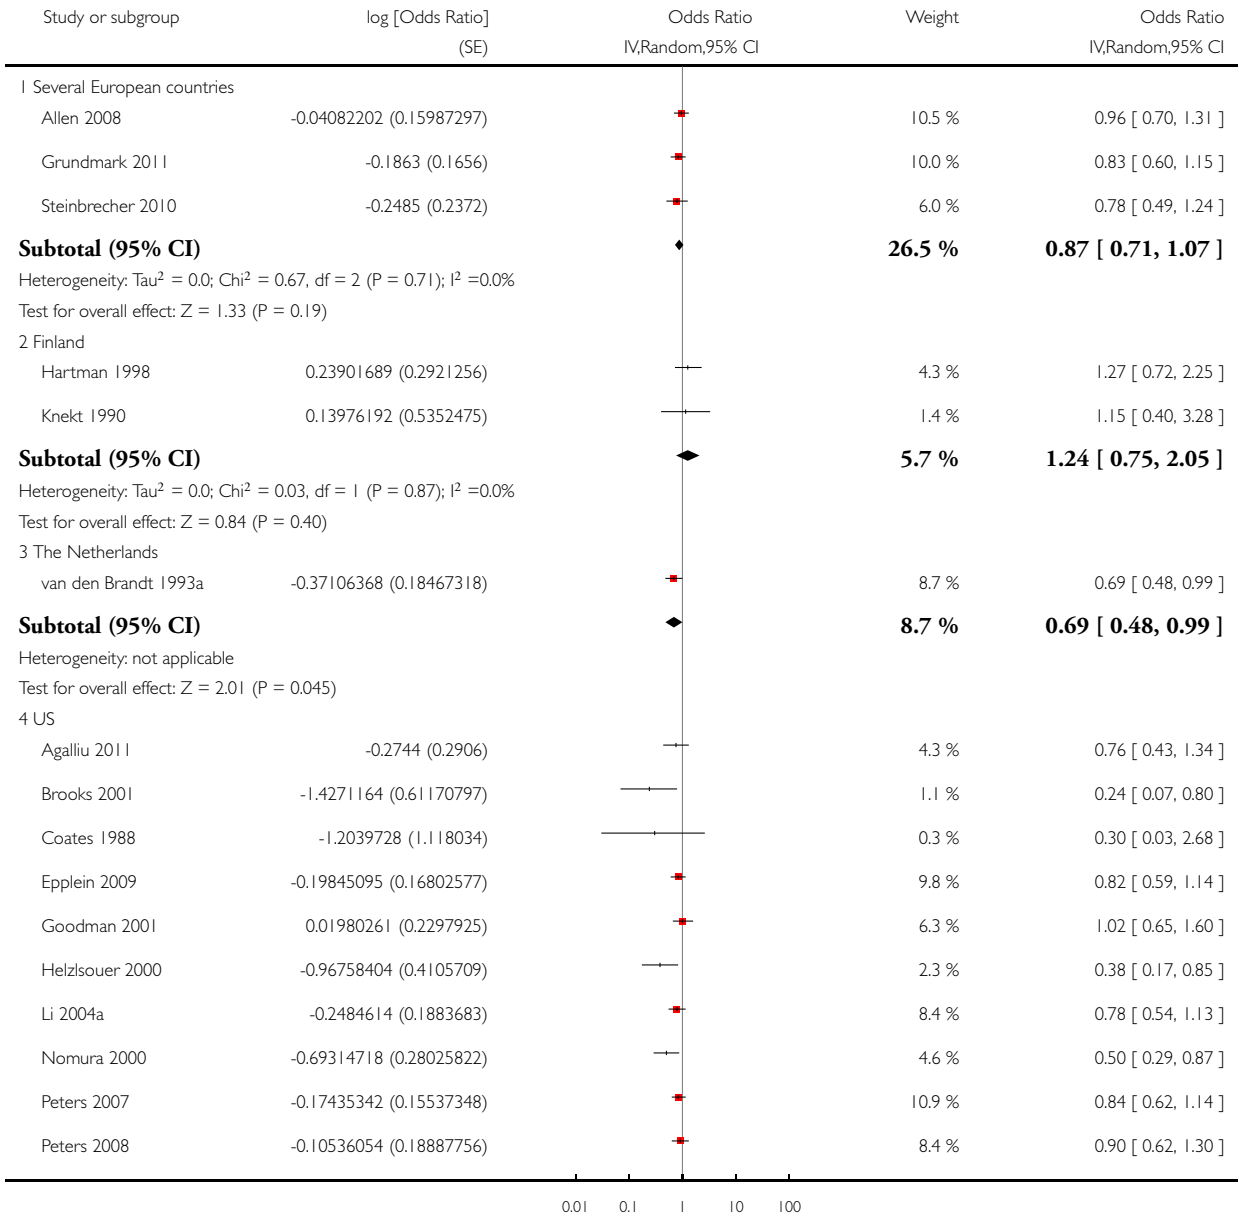 Study or subgroup log [Odds Ratio] Odds Ratio Weight Odds Ratio
(SE) IV,Random,95% CI IV,Random,95% CI
1 Several European countries
Allen 2008 -0.04082202 (0.15987297) 10.5 % 0.96 [ 0.70, 1.31 ]
Grundmark 2011 -0.1863 (0.1656) 10.0 % 0.83 [ 0.60, 1.15 ]
Steinbrecher 2010 -0.2485 (0.2372) 6.0 % 0.78 [ 0.49, 1.24 ]
Subtotal (95% CI) 26.5 % 0.87 [ 0.71, 1.07 ]
Heterogeneity: Tau² = 0.0; Chi² = 0.67, df = 2 (P = 0.71); I² =0.0%
Test for overall effect: Z = 1.33 (P = 0.19)
2 Finland
Hartman 1998 0.23901689 (0.2921256) 4.3 % 1.27 [ 0.72, 2.25 ]
Knekt 1990 0.13976192 (0.5352475) 1.4 % 1.15 [ 0.40, 3.28 ]
Subtotal (95% CI) 5.7 % 1.24 [ 0.75, 2.05 ]
Heterogeneity: Tau² = 0.0; Chi² = 0.03, df = 1 (P = 0.87); I² =0.0%
Test for overall effect: Z = 0.84 (P = 0.40)
3 The Netherlands
van den Brandt 1993a -0.37106368 (0.18467318) 8.7 % 0.69 [ 0.48, 0.99 ]
Subtotal (95% CI) 8.7 % 0.69 [ 0.48, 0.99 ]
Heterogeneity: not applicable
Test for overall effect: Z = 2.01 (P = 0.045)
4 US
Agalliu 2011 -0.2744 (0.2906) 4.3 % 0.76 [ 0.43, 1.34 ]
Brooks 2001 -1.4271164 (0.61170797) 1.1 % 0.24 [ 0.07, 0.80 ]
Coates 1988 -1.2039728 (1.118034) 0.3 % 0.30 [ 0.03, 2.68 ]
Epplein 2009 -0.19845095 (0.16802577) 9.8 % 0.82 [ 0.59, 1.14 ]
Goodman 2001 0.01980261 (0.2297925) 6.3 % 1.02 [ 0.65, 1.60 ]
Helzlsouer 2000 -0.96758404 (0.4105709) 2.3 % 0.38 [ 0.17, 0.85 ]
Li 2004a -0.2484614 (0.1883683) 8.4 % 0.78 [ 0.54, 1.13 ]
Nomura 2000 -0.69314718 (0.28025822) 4.6 % 0.50 [ 0.29, 0.87 ]
Peters 2007 -0.17435342 (0.15537348) 10.9 % 0.84 [ 0.62, 1.14 ]
Peters 2008 -0.10536054 (0.18887756) 8.4 % 0.90 [ 0.62, 1.30 ]
0.01 0.1 1 10 100